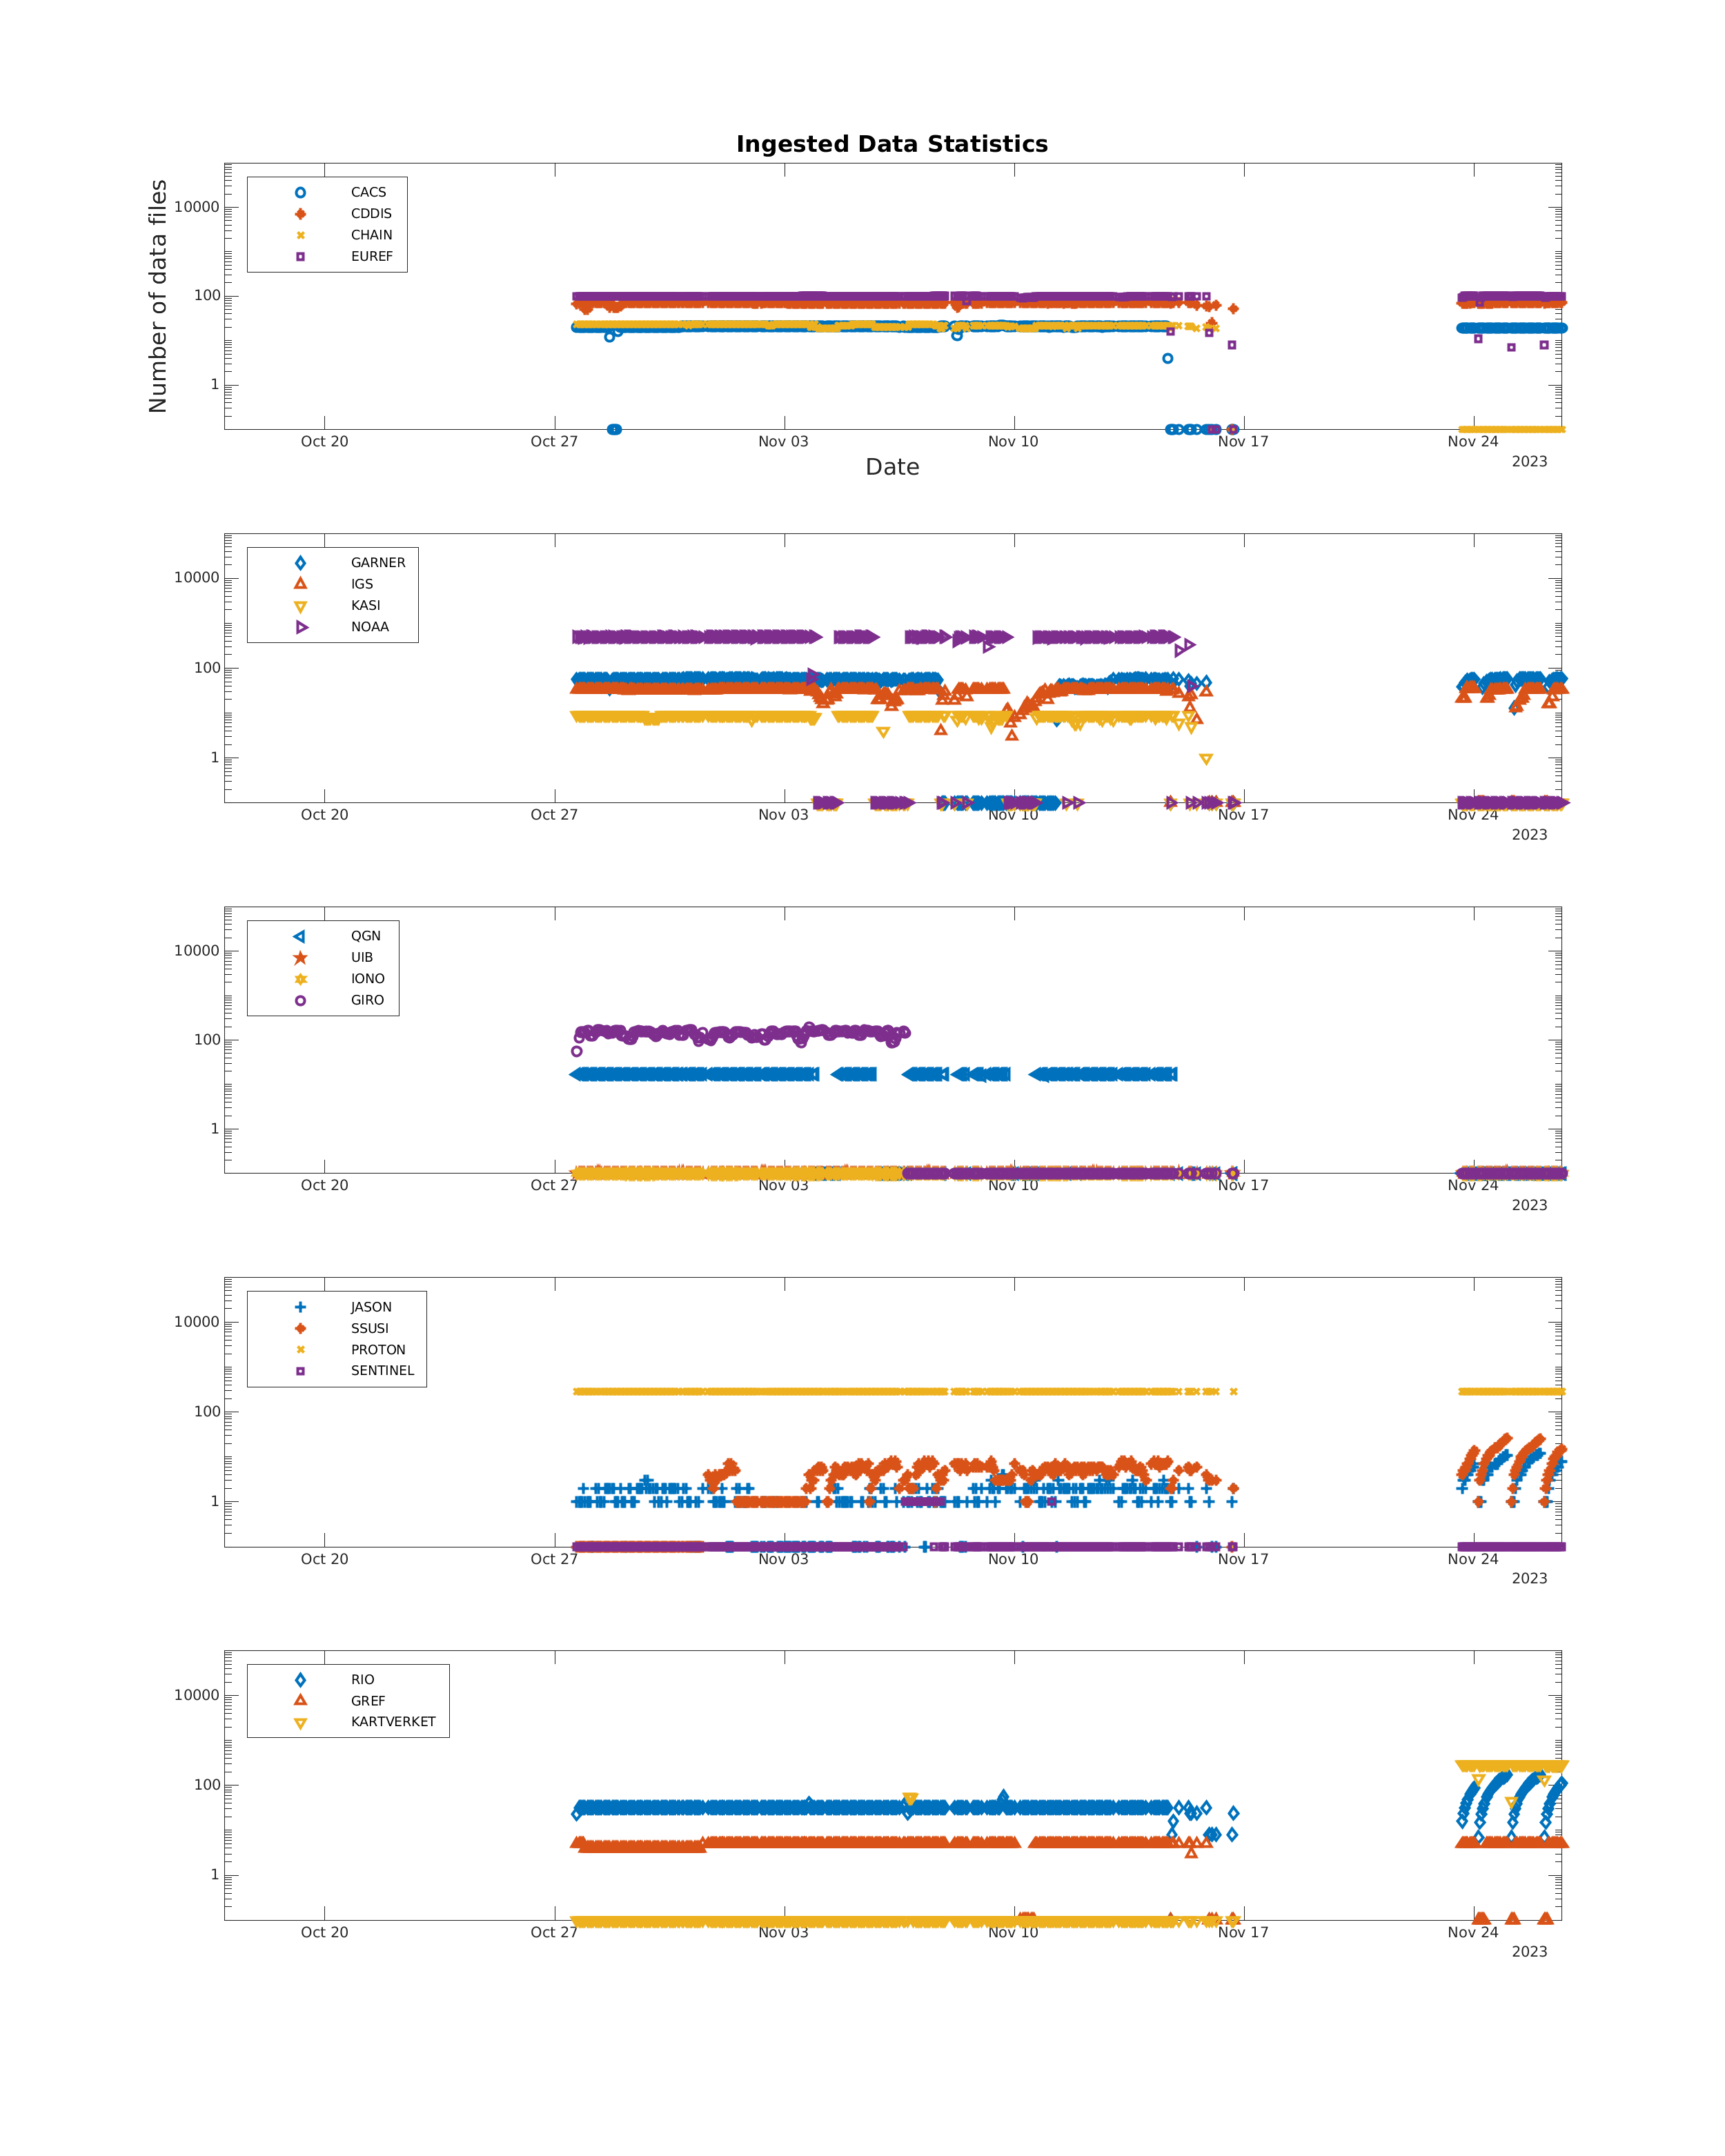 Ingested Data Statistics
Number of data files
10000
100
1
CACS
CDDIS
CHAIN
EUREF
Oct 20 Oct 27 Nov 03 Nov 10 Nov 17 Nov 24
2023
Date
10000
100
1
GARNER
IGS
KASI
NOAA
Oct 20 Oct 27 Nov 03 Nov 10 Nov 17 Nov 24
2023
10000
100
1
QGN
UIB
IONO
GIRO
Oct 20 Oct 27 Nov 03 Nov 10 Nov 17 Nov 24
2023
10000
100
1
JASON
SSUSI
PROTON
SENTINEL
Oct 20 Oct 27 Nov 03 Nov 10 Nov 17 Nov 24
2023
10000
100
1
RIO
GREF
KARTVERKET
Oct 20 Oct 27 Nov 03 Nov 10 Nov 17 Nov 24
2023